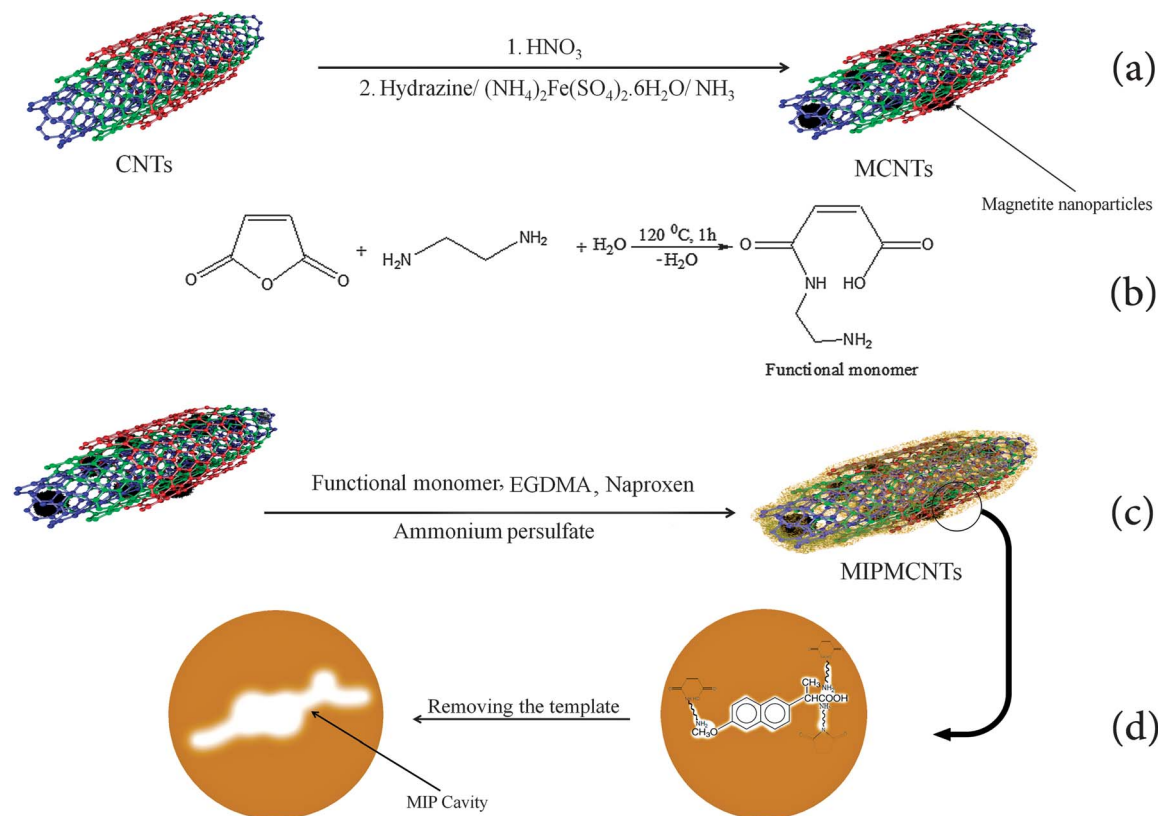 1. HNO3
(a)
2. Hydrazine/ (NH4)2Fe(SO4)2.6H2O/ NH3
CNTs
MCNTs
Magnetite nanoparticles
O O O
+
H2N NH2
+ H2O
120 ⁰C, 1h
-H2O
O O
NH HO
NH2
(b)
Functional monomer
Functional monomer, EGDMA, Naproxen
Ammonium persulfate
(c)
MIPMCNTs
CH3
NH2
CHCOOH
NH2
CH3O
Removing the template
(d)
MIP Cavity